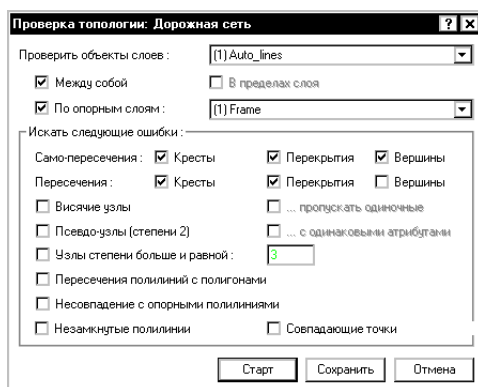 Проверка топологии: Дорожная сеть
Проверить объекты слоев : (1) Auto_lines
Между собой В пределах слоя
По опорным слоям : (1) Frame
Искать следующие ошибки :
Само-пересечения : Кресты Перекрытия Вершины
Пересечения : Кресты Перекрытия Вершины
Висячие узлы ... пропускать одиночные
Псевдо-узлы (степени 2) ... с одинаковыми атрибутами
Узлы степени больше и равной : 3
Пересечения полилиний с полигонами
Несовпадение с опорными полилиниями
Незамкнутые полилинии Совпадающие точки
Старт Сохранить Отмена